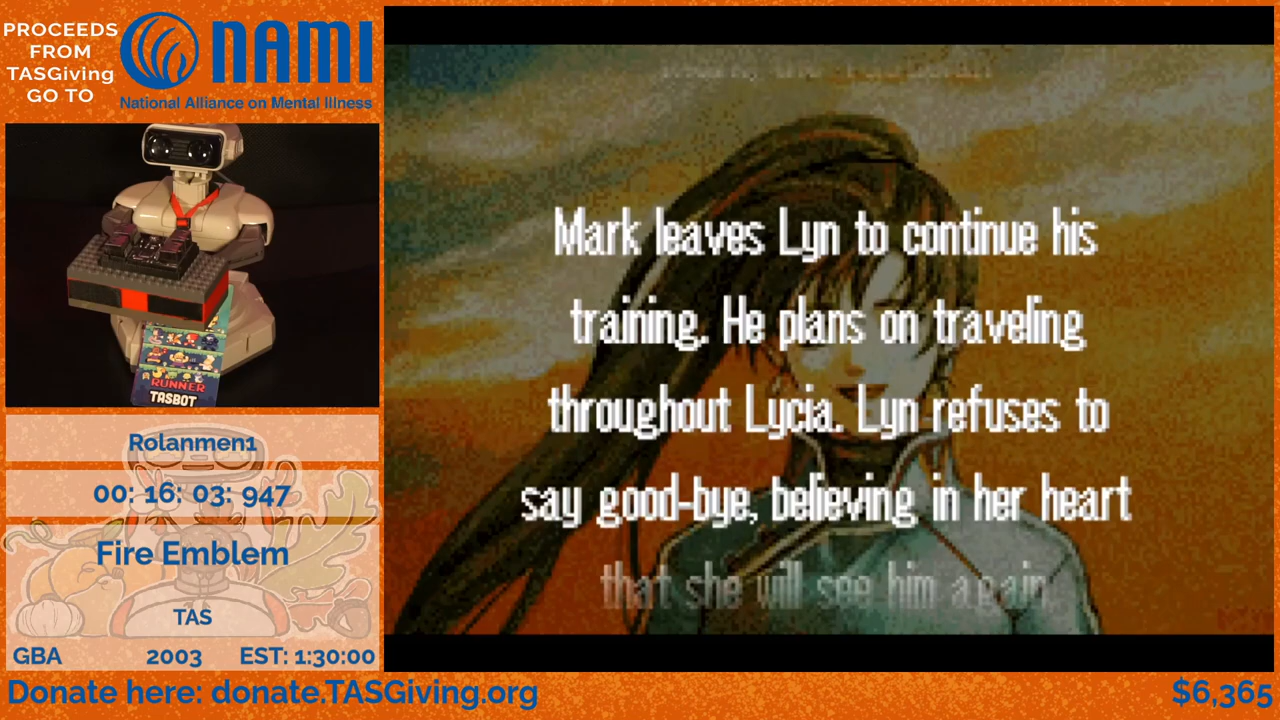 PROCEEDS
FROM
TASGiving
GO TO
NAMI
National Alliance on Mental Illness
RUNNER
TASBOT
Rolanmen1
00: 16: 03: 947
Fire Emblem
TAS
GBA 2003 EST: 1:30:00
Mark leaves Lyn to continue his
training. He plans on traveling
throughout Lycia. Lyn refuses to
say good-bye, believing in her heart
that she will see him again.
Donate here: donate.TASGiving.org
$6,365